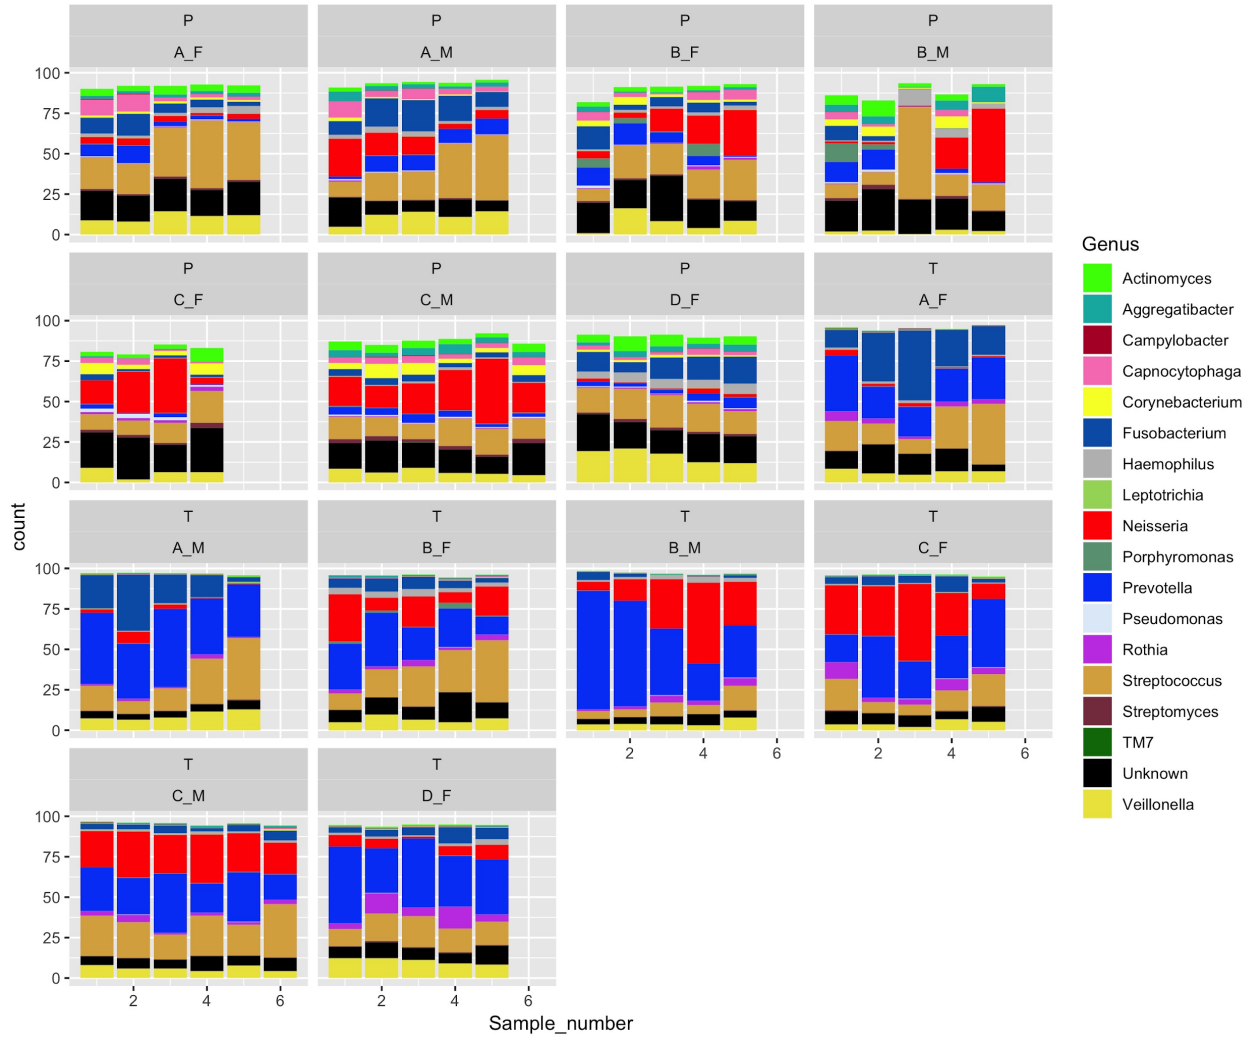 P P P P
A_F A_M B_F B_M
100
75
50
25
0
P P P T
C_F C_M D_F A_F
100
75
50
25
0
T T T T
A_M B_F B_M C_F
100
75
50
25
0
2 4 6 2 4 6
T T
C_M D_F
100
75
50
25
0
2 4 6 2 4 6
Sample_number
count
Genus
Actinomyces
Aggregatibacter
Campylobacter
Capnocytophaga
Corynebacterium
Fusobacterium
Haemophilus
Leptotrichia
Neisseria
Porphyromonas
Prevotella
Pseudomonas
Rothia
Streptococcus
Streptomyces
TM7
Unknown
Veillonella